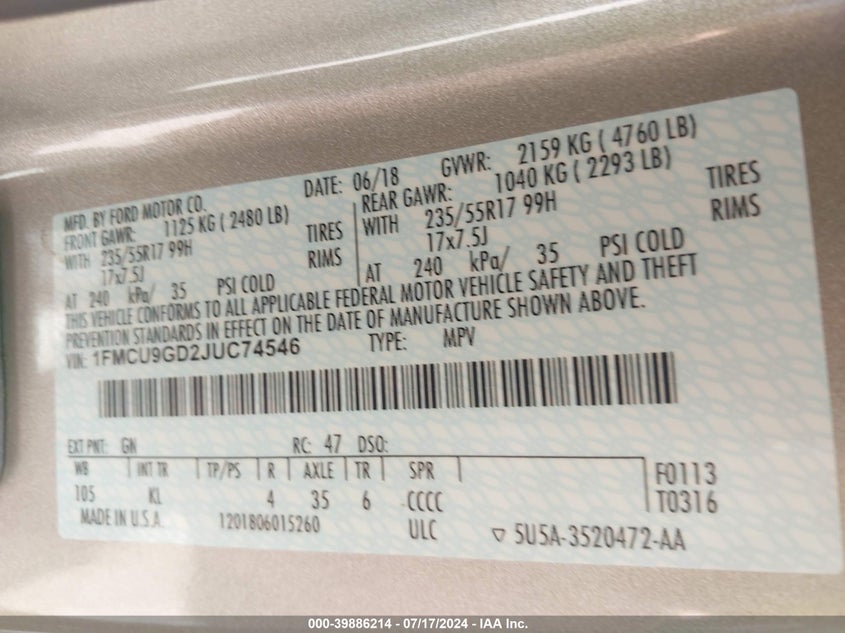 MFD. BY FORD MOTOR CO. DATE: 06/18 GVWR: 2159 KG ( 4760 LB)
FRONT GAWR: 1125 KG ( 2480 LB) REAR GAWR: 1040 KG ( 2293 LB)
WITH 235/55R17 99H TIRES WITH 235/55R17 99H TIRES
17x7.5J RIMS 17x7.5J RIMS
AT 240 kPa/ 35 PSI COLD AT 240 kPa/ 35 PSI COLD
THIS VEHICLE CONFORMS TO ALL APPLICABLE FEDERAL MOTOR VEHICLE SAFETY AND THEFT
PREVENTION STANDARDS IN EFFECT ON THE DATE OF MANUFACTURE SHOWN ABOVE.
VIN: 1FMCU9GD2JUC74546 TYPE: MPV
EXT PNT: GN RC: 47 DSO:
WB INT TR TP/PS R AXLE TR SPR F0113
105 KL 4 35 6 CCCC T0316
MADE IN U.S.A. 1201806015260 ULC 5U5A-3520472-AA
000-39886214 - 07/17/2024 - IAA Inc.